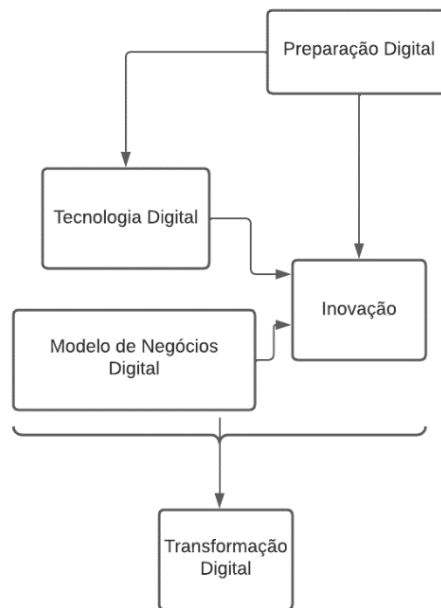 Preparação Digital
Tecnologia Digital
Inovação
Modelo de Negócios
Digital
Transformação
Digital